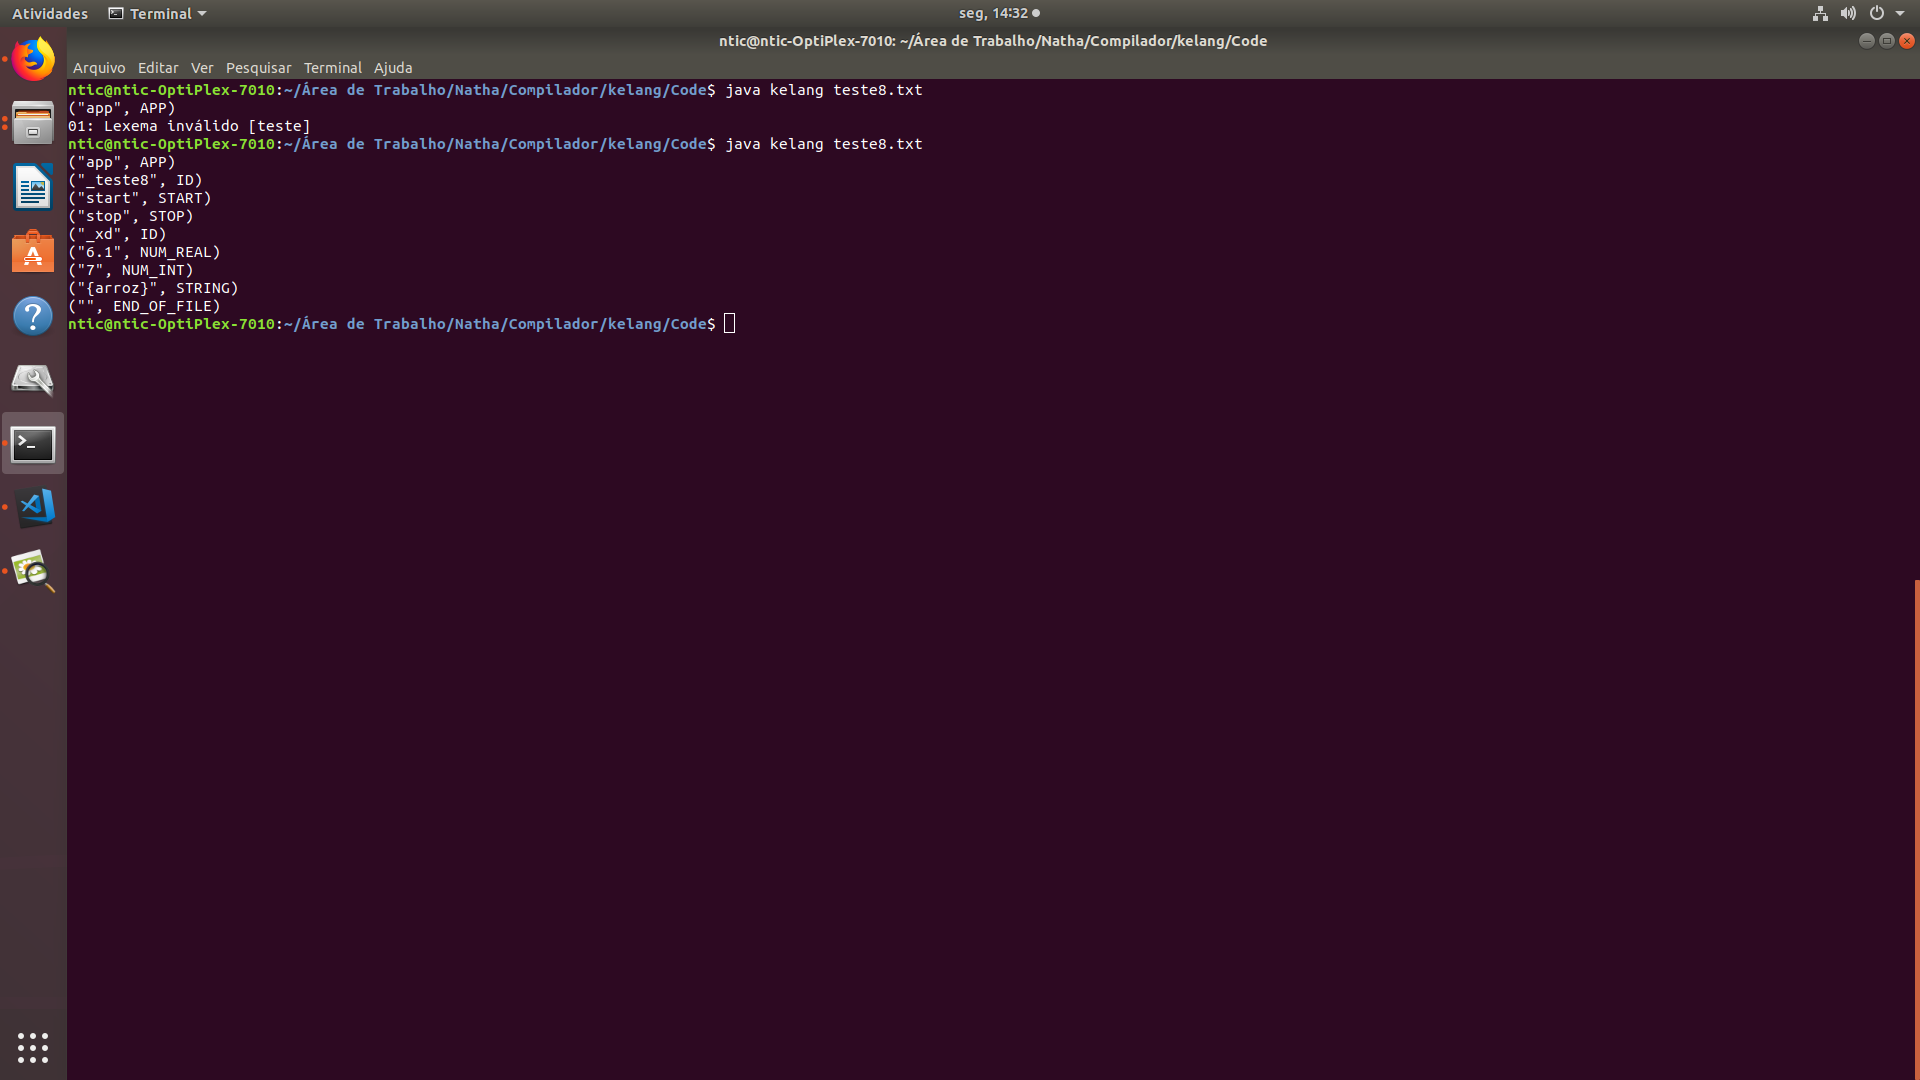 Atividades Terminal seg, 14:32
ntic@ntic-OptiPlex-7010: ~/Área de Trabalho/Natha/Compilador/kelang/Code
Arquivo Editar Ver Pesquisar Terminal Ajuda
ntic@ntic-OptiPlex-7010:~/Área de Trabalho/Natha/Compilador/kelang/Code$ java kelang teste8.txt
("app", APP)
01: Lexema inválido [teste]
ntic@ntic-OptiPlex-7010:~/Área de Trabalho/Natha/Compilador/kelang/Code$ java kelang teste8.txt
("app", APP)
("_teste8", ID)
("start", START)
("stop", STOP)
("_xd", ID)
("6.1", NUM_REAL)
("7", NUM_INT)
("{arroz}", STRING)
("", END_OF_FILE)
ntic@ntic-OptiPlex-7010:~/Área de Trabalho/Natha/Compilador/kelang/Code$